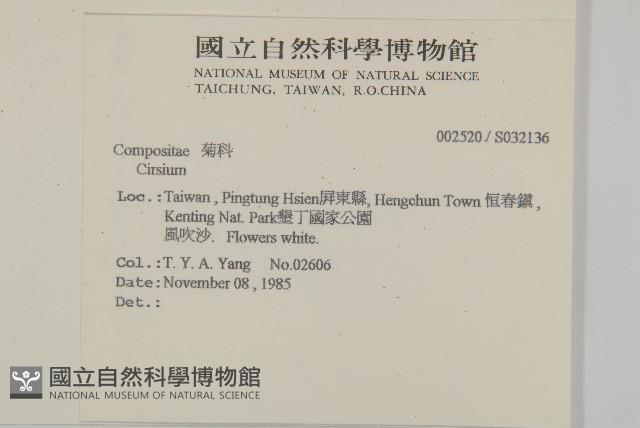 國立自然科學博物館
NATIONAL MUSEUM OF NATURAL SCIENCE
TAICHUNG, TAIWAN, R.O.CHINA
002520 / S032136
Compositae 菊科
Cirsium
Loc.: Taiwan , Pingtung Hsien屏東縣, Hengchun Town 恒春鎮 ,
Kenting Nat. Park墾丁國家公園
風吹沙. Flowers white.
Col.: T. Y. A. Yang No.02606
Date: November 08 , 1985
Det.:
國立自然科學博物館
NATIONAL MUSEUM OF NATURAL SCIENCE